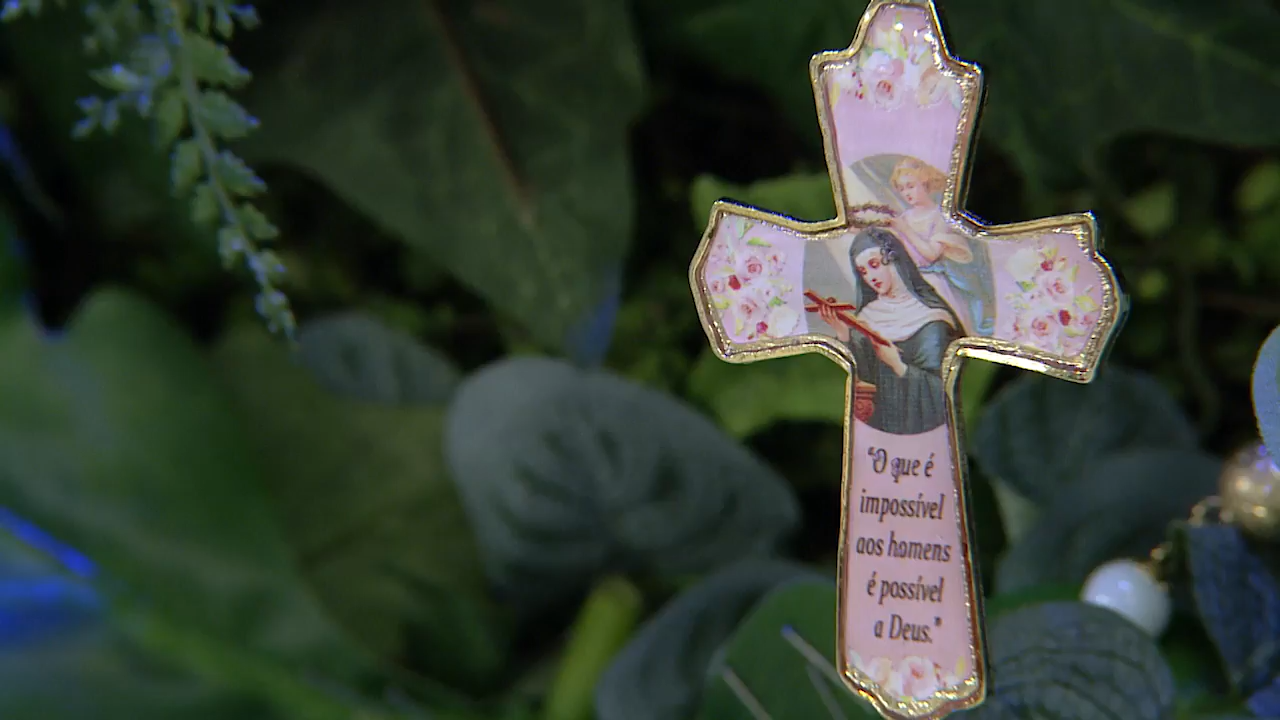 “O que é
impossível
aos homens
é possível
a Deus.”